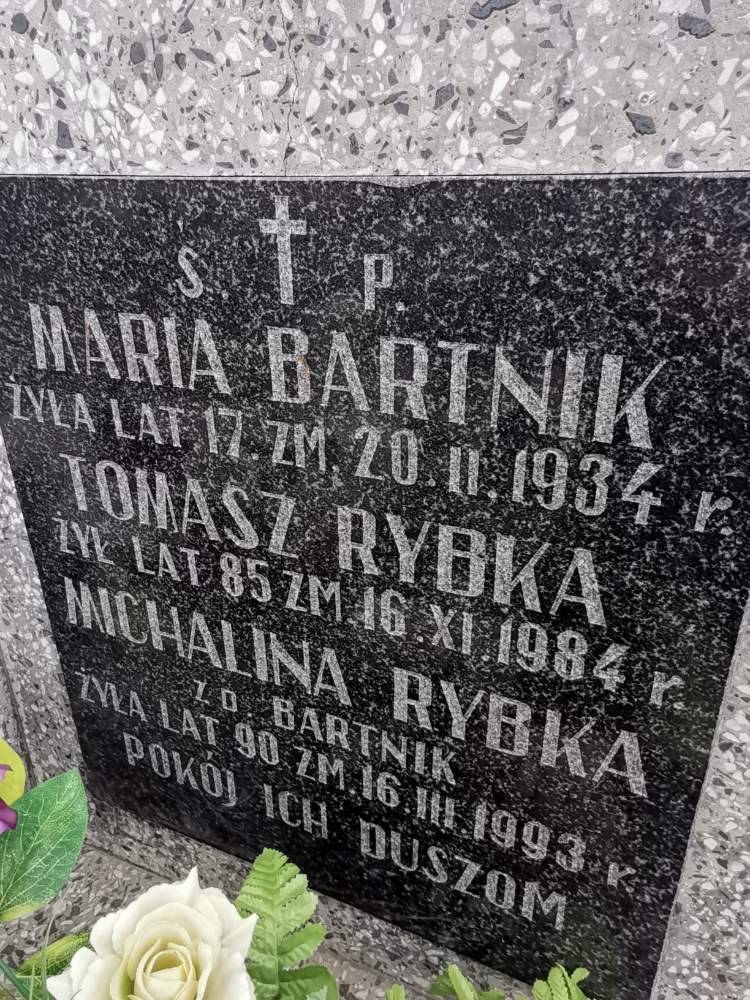 Ś. P.
MARIA BARTNIK
ŻYŁA LAT 17. ZM. 20. II. 1934 r.
TOMASZ RYBKA
ŻYŁ LAT 85 ZM. 16. XI. 1984 r.
MICHALINA RYBKA
Z D. BARTNIK
ŻYŁA LAT 90 ZM. 16. III. 1993 r.
POKÓJ ICH DUSZOM